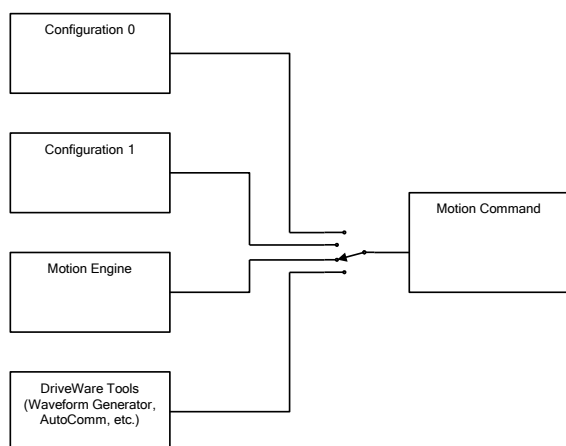 Configuration 0
Configuration 1
Motion Command
Motion Engine
DriveWare Tools
(Waveform Generator,
AutoComm, etc.)